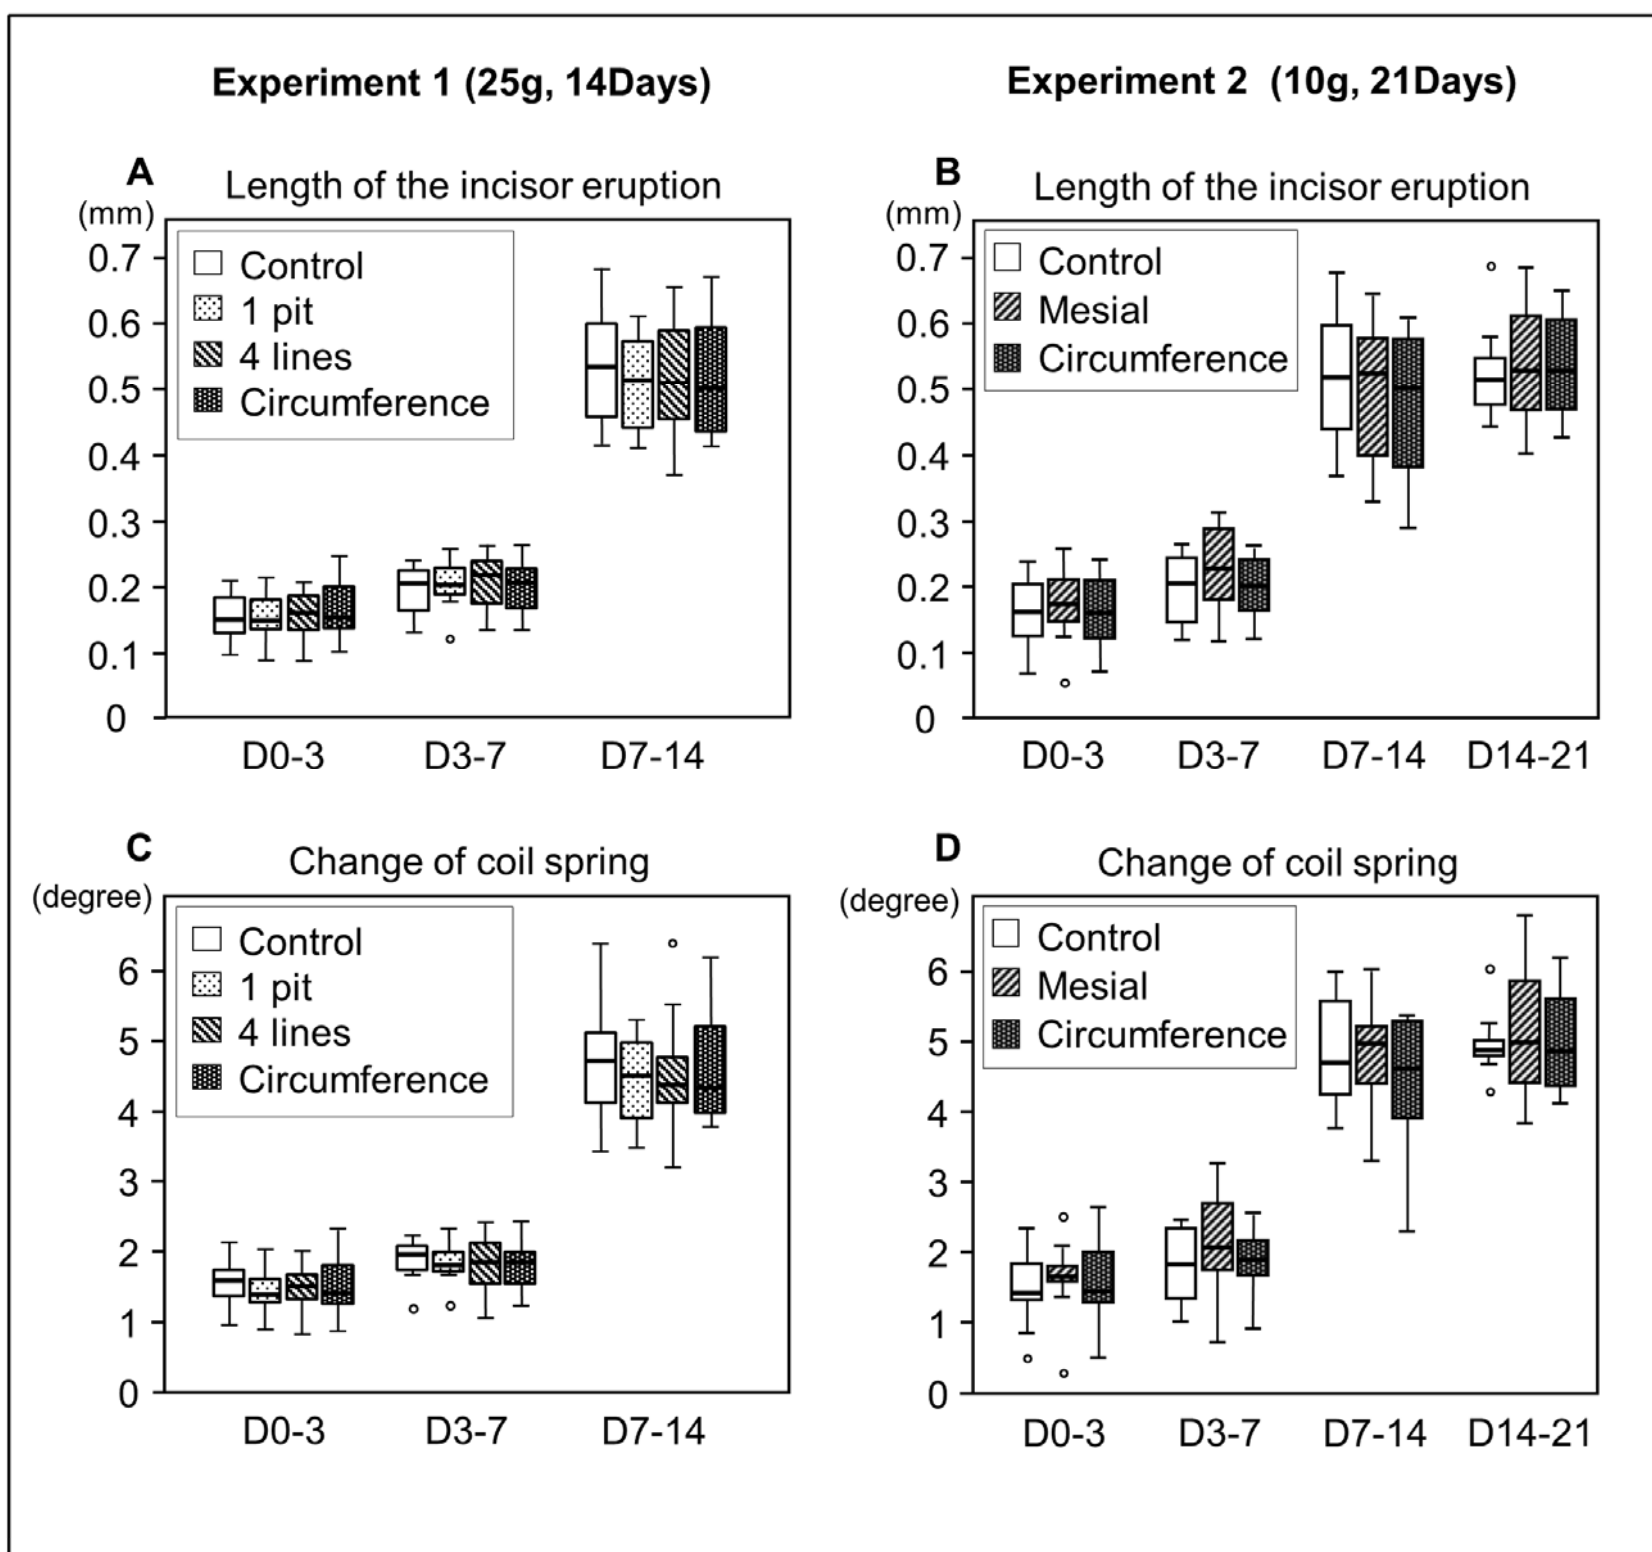 Experiment 1 (25g, 14Days)
Experiment 2 (10g, 21Days)
A
Length of the incisor eruption
(mm)
0.7
0.6
0.5
0.4
0.3
0.2
0.1
0
Control
1 pit
4 lines
Circumference
D0-3
D3-7
D7-14
B
Length of the incisor eruption
(mm)
0.7
0.6
0.5
0.4
0.3
0.2
0.1
0
Control
Mesial
Circumference
D0-3
D3-7
D7-14
D14-21
C
Change of coil spring
(degree)
6
5
4
3
2
1
0
Control
1 pit
4 lines
Circumference
D0-3
D3-7
D7-14
D
Change of coil spring
(degree)
6
5
4
3
2
1
0
Control
Mesial
Circumference
D0-3
D3-7
D7-14
D14-21